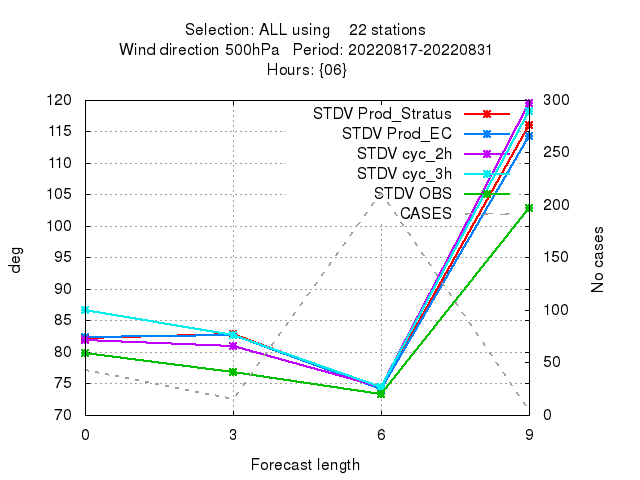 Selection: ALL using    22 stations
Wind direction 500hPa   Period: 20220817-20220831
Hours: {06}
STDV Prod_Stratus
STDV Prod_EC
STDV cyc_2h
STDV cyc_3h
STDV OBS
CASES
deg
120
115
110
105
100
95
90
85
80
75
70
300
250
200
150
100
50
0
No cases
0 3 6 9
Forecast length